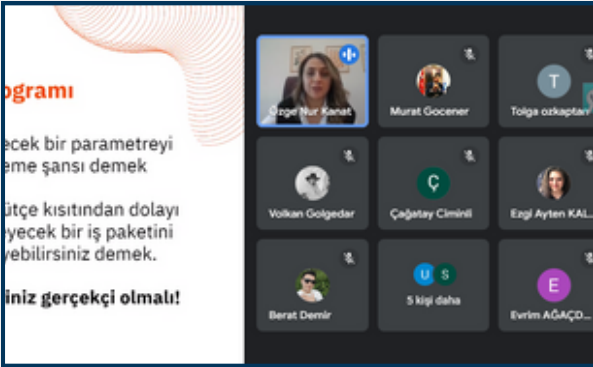 ogramı
ecek bir parametreyi
eme şansı demek
ütçe kısıtından dolayı
eyecek bir iş paketini
yebilirsiniz demek.
iniz gerçekçi olmalı!
Özge Nur Kanat
Murat Gocener
T
Tolga ozkaptan
Volkan Golgedar
Ç
Çağatay Ciminli
Ezgi Ayten KAL...
Berat Demir
U S
5 kişi daha
E
Evrim AĞAÇD...